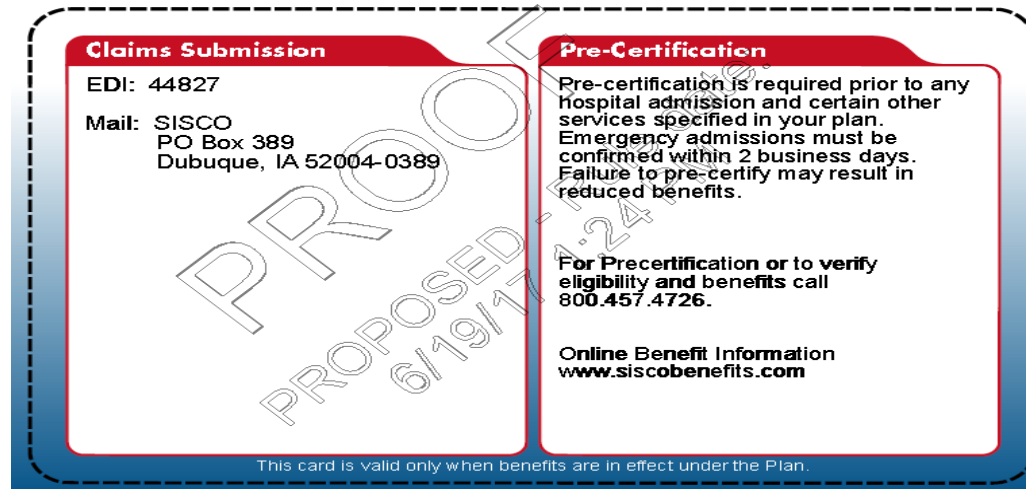 Claims Submission
EDI: 44827
Mail: SISCO
PO Box 389
Dubuque, IA 52004-0389
Pre-Certification
Pre-certification is required prior to any
hospital admission and certain other
services specified in your plan.
Emergency admissions must be
confirmed within 2 business days.
Failure to pre-certify may result in
reduced benefits.
For Precertification or to verify
eligibility and benefits call
800.457.4726.
Online Benefit Information
www.siscobenefits.com
This card is valid only when benefits are in effect under the Plan.
PROOF
PROPOSED -
6/19/17 1:24 PM